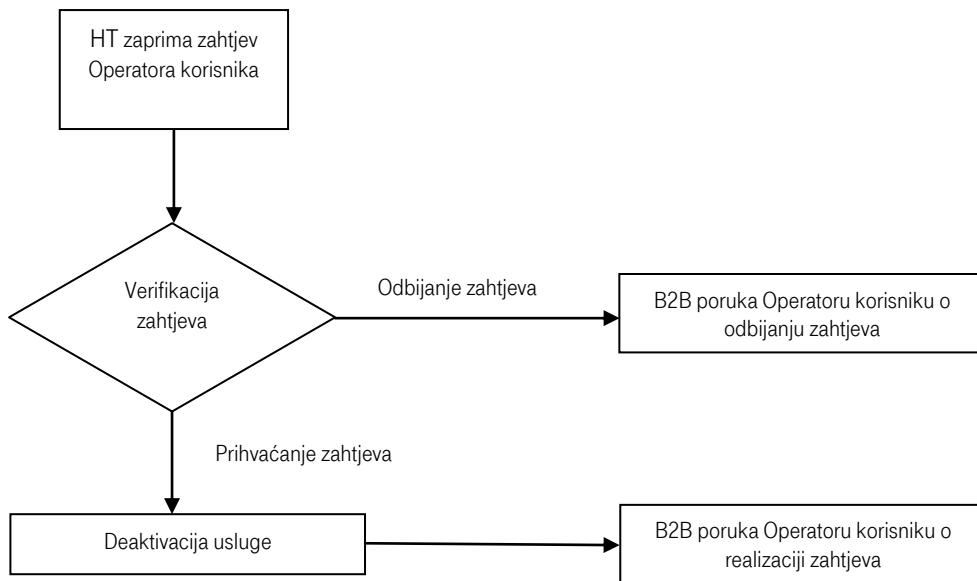 HT zaprima zahtjev
Operatora korisnika
Verifikacija
zahtjeva
Odbijanje zahtjeva
B2B poruka Operatoru korisniku o
odbijanju zahtjeva
Prihvaćanje zahtjeva
Deaktivacija usluge
B2B poruka Operatoru korisniku o
realizaciji zahtjeva